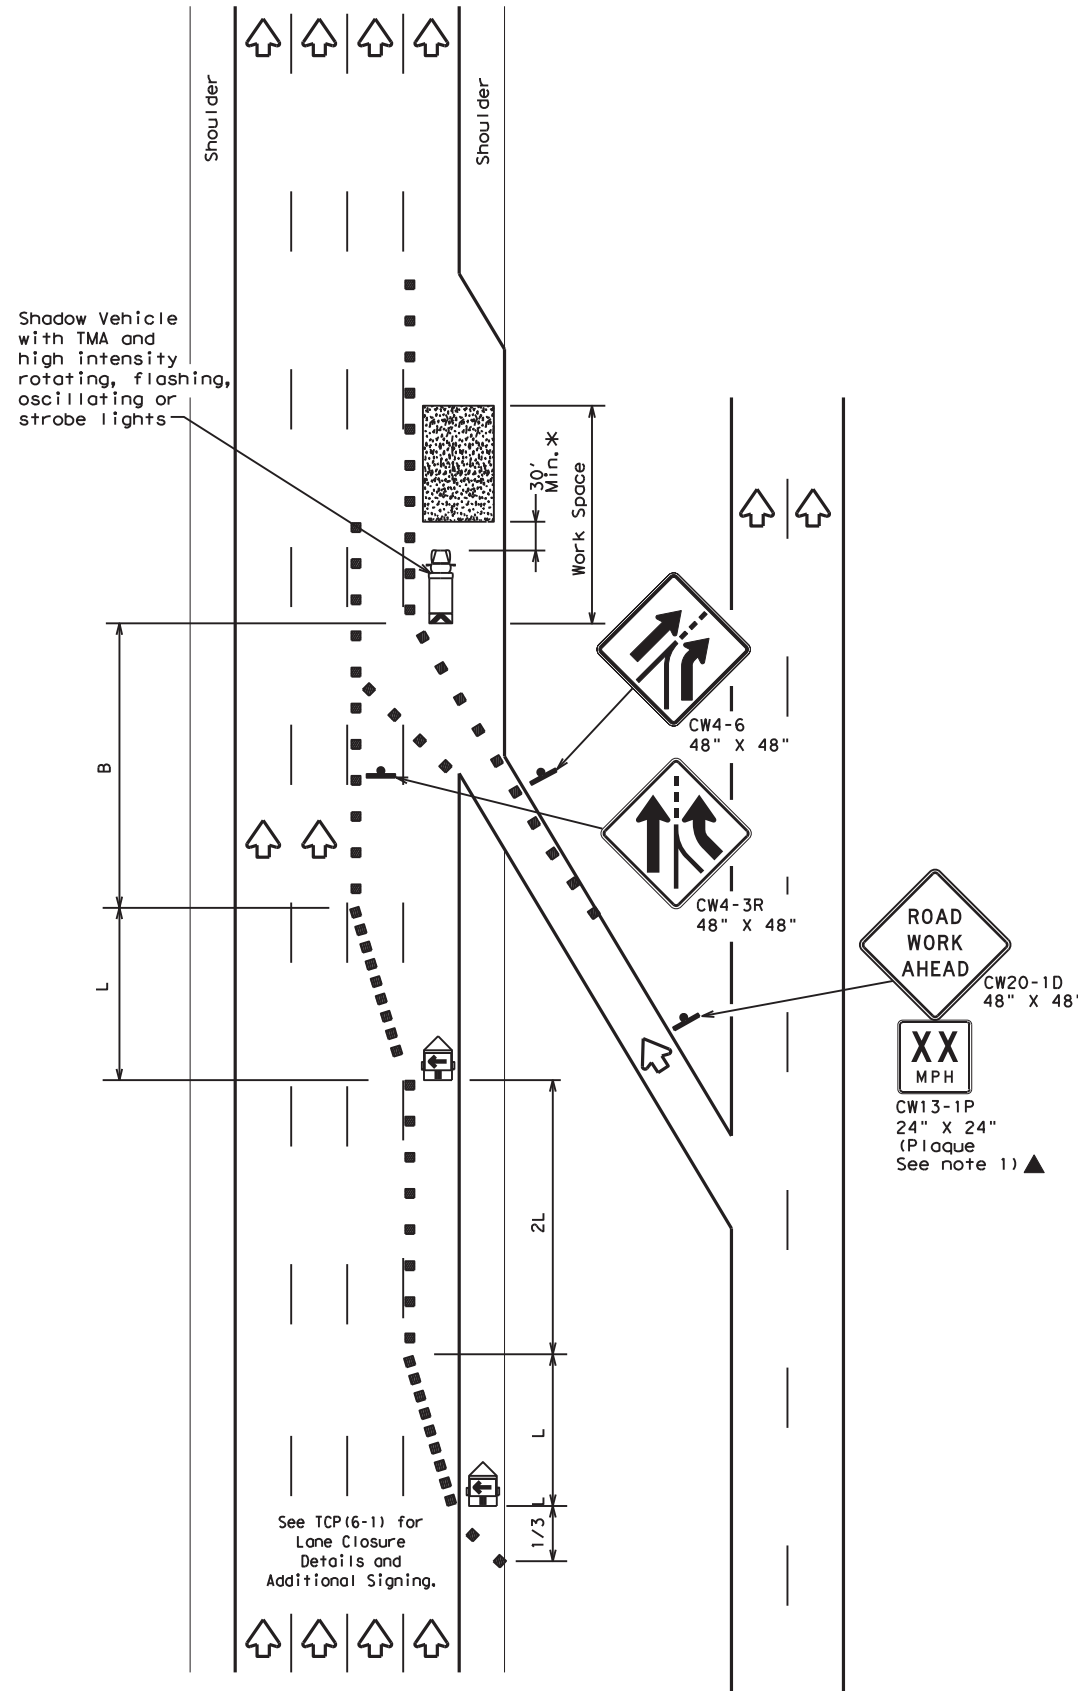 Shoulder
Shoulder
Shadow Vehicle
with TMA and
high intensity
rotating, flashing,
oscillating or
strobe lights
30'
Min.*
Work Space
CW4-6
48" X 48"
B
CW4-3R
48" X 48"
L
ROAD
WORK
AHEAD
CW20-1D
48" X 48"
XX
MPH
CW13-1P
24" X 24"
(Plaque
See note 1)▲
2L
L
1/3 L
See TCP(6-1) for
Lane Closure
Details and
Additional Signing.